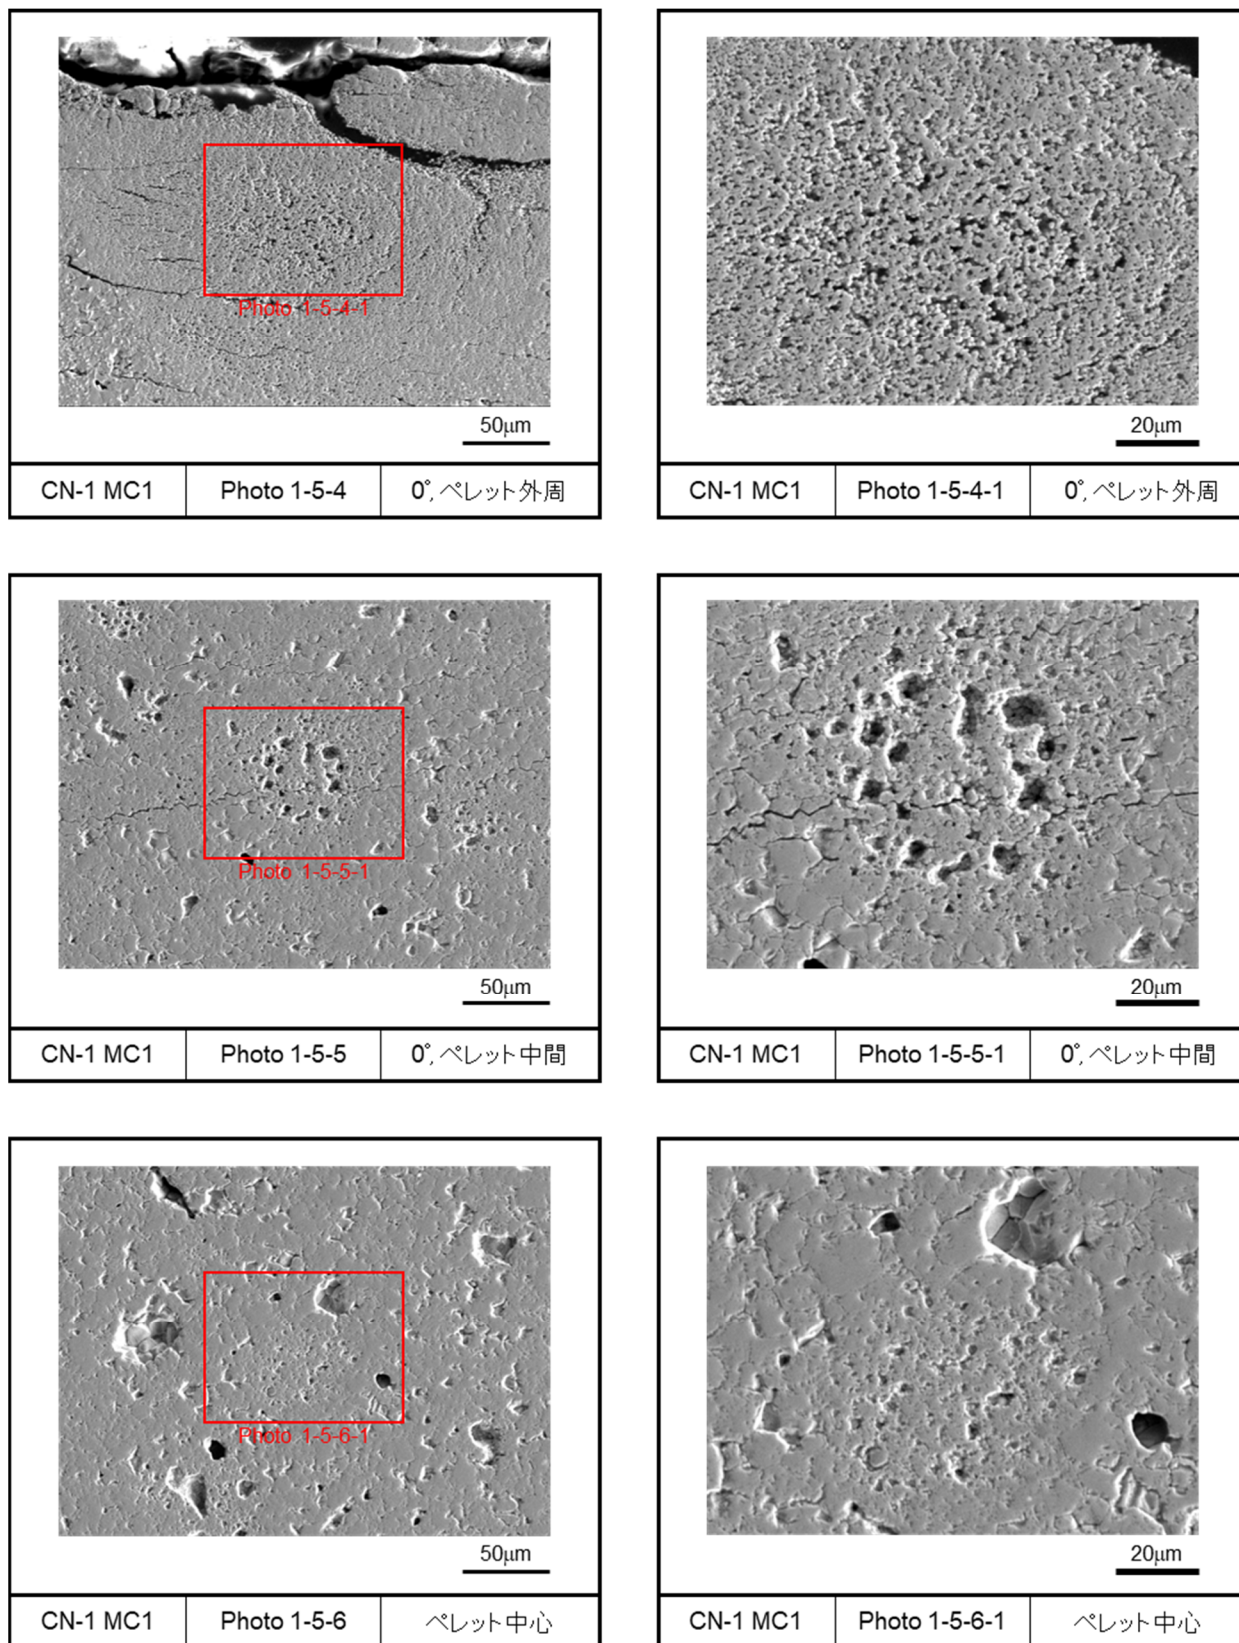 Photo 1-5-4-1
50μm
20μm
CN-1 MC1 Photo 1-5-4 0°, ペレット外周
CN-1 MC1 Photo 1-5-4-1 0°, ペレット外周
Photo 1-5-5-1
50μm
20μm
CN-1 MC1 Photo 1-5-5 0°, ペレット中間
CN-1 MC1 Photo 1-5-5-1 0°, ペレット中間
Photo 1-5-6-1
50μm
20μm
CN-1 MC1 Photo 1-5-6 ペレット中心
CN-1 MC1 Photo 1-5-6-1 ペレット中心